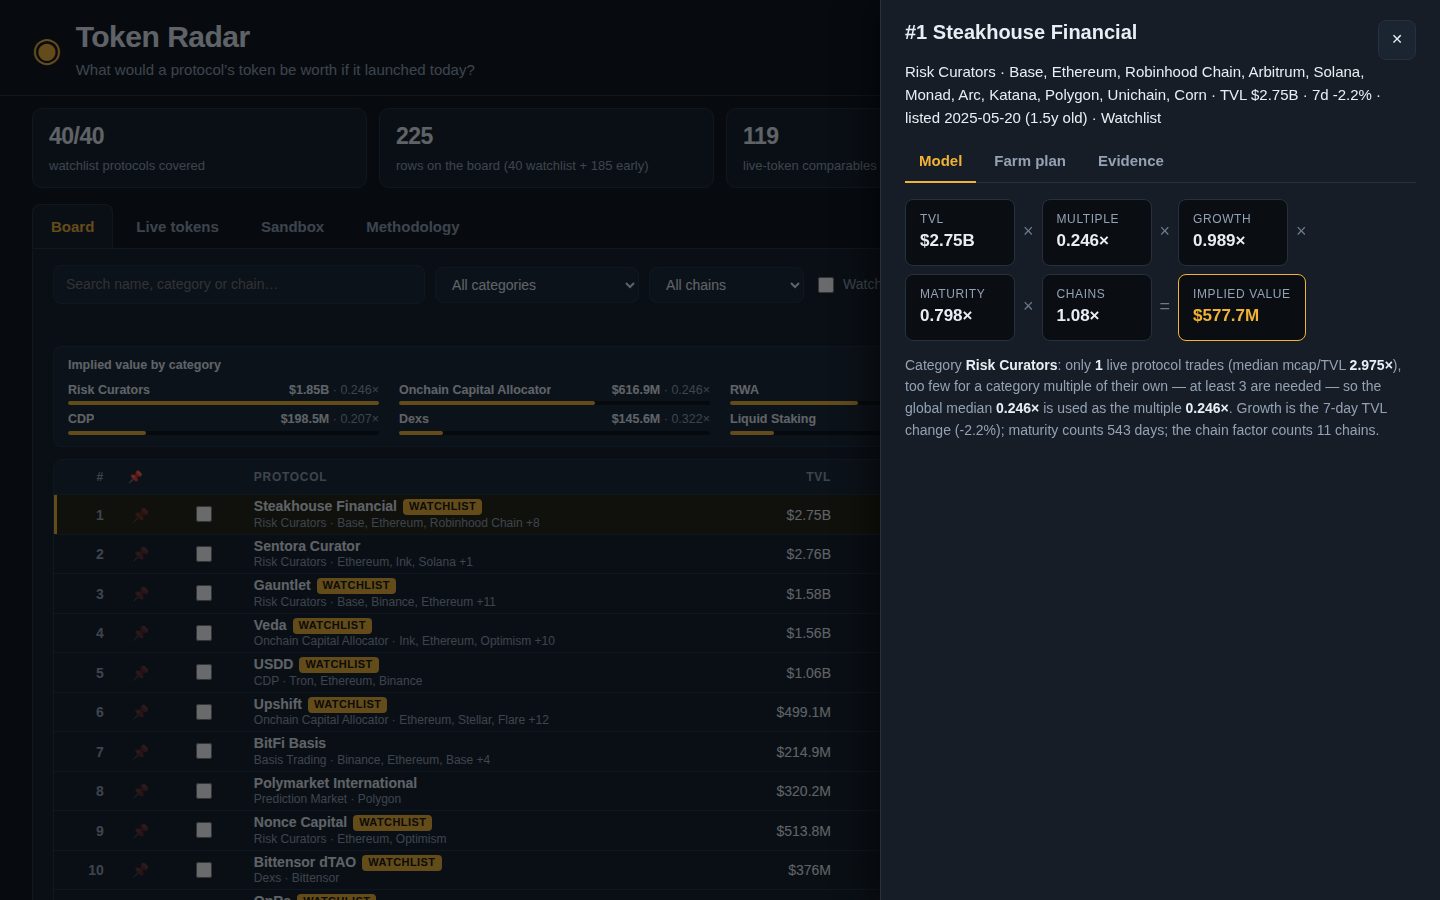 Token Radar
What would a protocol's token be worth if it launched today?
40/40
watchlist protocols covered
225
rows on the board (40 watchlist + 185 early)
119
live-token comparables
Board
Live tokens
Sandbox
Methodology
Search name, category or chain…
All categories
All chains
Implied value by category
Risk Curators $1.85B · 0.246×
Onchain Capital Allocator $616.9M · 0.246×
RWA
CDP $198.5M · 0.207×
Dexs $145.6M · 0.322×
Liquid Staking
# PROTOCOL TVL
1 Steakhouse Financial WATCHLIST $2.75B
Risk Curators · Base, Ethereum, Robinhood Chain +8
2 Sentora Curator $2.76B
Risk Curators · Ethereum, Ink, Solana +1
3 Gauntlet WATCHLIST $1.58B
Risk Curators · Base, Binance, Ethereum +11
4 Veda WATCHLIST $1.56B
Onchain Capital Allocator · Ink, Ethereum, Optimism +10
5 USDD WATCHLIST $1.06B
CDP · Tron, Ethereum, Binance
6 Upshift WATCHLIST $499.1M
Onchain Capital Allocator · Ethereum, Stellar, Flare +12
7 BitFi Basis $214.9M
Basis Trading · Binance, Ethereum, Base +4
8 Polymarket International $320.2M
Prediction Market · Polygon
9 Nonce Capital WATCHLIST $513.8M
Risk Curators · Ethereum, Optimism
10 Bittensor dTAO WATCHLIST $376M
Dexs · Bittensor
#1 Steakhouse Financial
✕
Risk Curators · Base, Ethereum, Robinhood Chain, Arbitrum, Solana,
Monad, Arc, Katana, Polygon, Unichain, Corn · TVL $2.75B · 7d -2.2% ·
listed 2025-05-20 (1.5y old) · Watchlist
Model
Farm plan
Evidence
TVL
$2.75B
×
MULTIPLE
0.246×
×
GROWTH
0.989×
×
MATURITY
0.798×
×
CHAINS
1.08×
=
IMPLIED VALUE
$577.7M
Category Risk Curators: only 1 live protocol trades (median mcap/TVL 2.975×),
too few for a category multiple of their own — at least 3 are needed — so the
global median 0.246× is used as the multiple 0.246×. Growth is the 7-day TVL
change (-2.2%); maturity counts 543 days; the chain factor counts 11 chains.